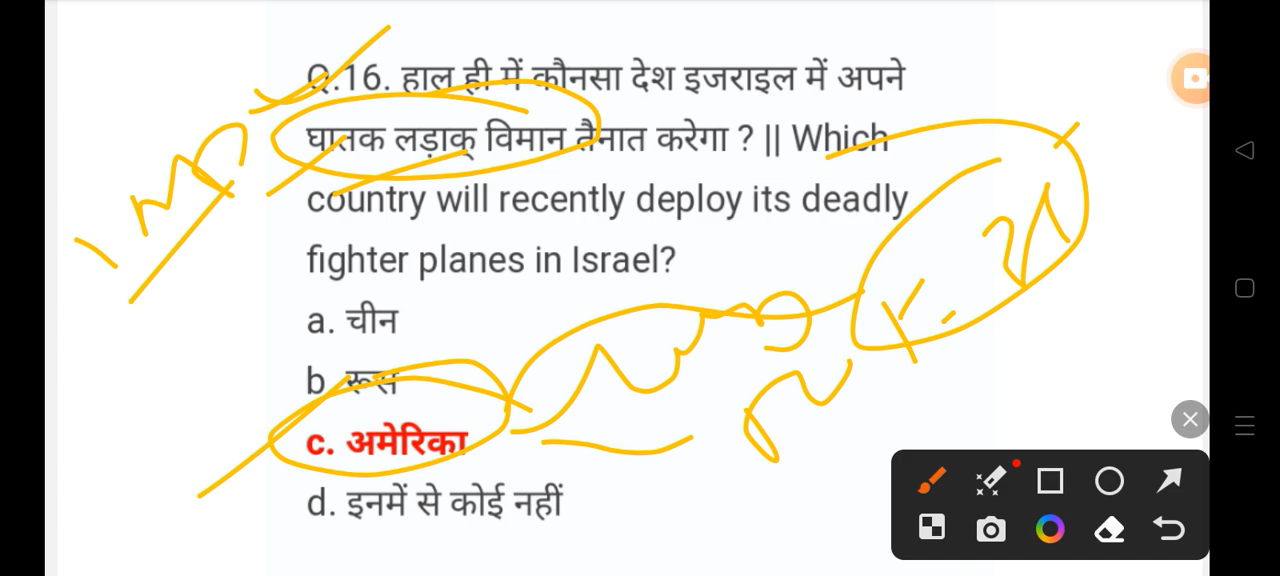 Q.16. हाल ही में कौनसा देश इजराइल में अपने
घातक लड़ाक् विमान तैनात करेगा ? || Which
country will recently deploy its deadly
fighter planes in Israel?
a. चीन
b. रूस
c. अमेरिका
d. इनमें से कोई नहीं
Imp